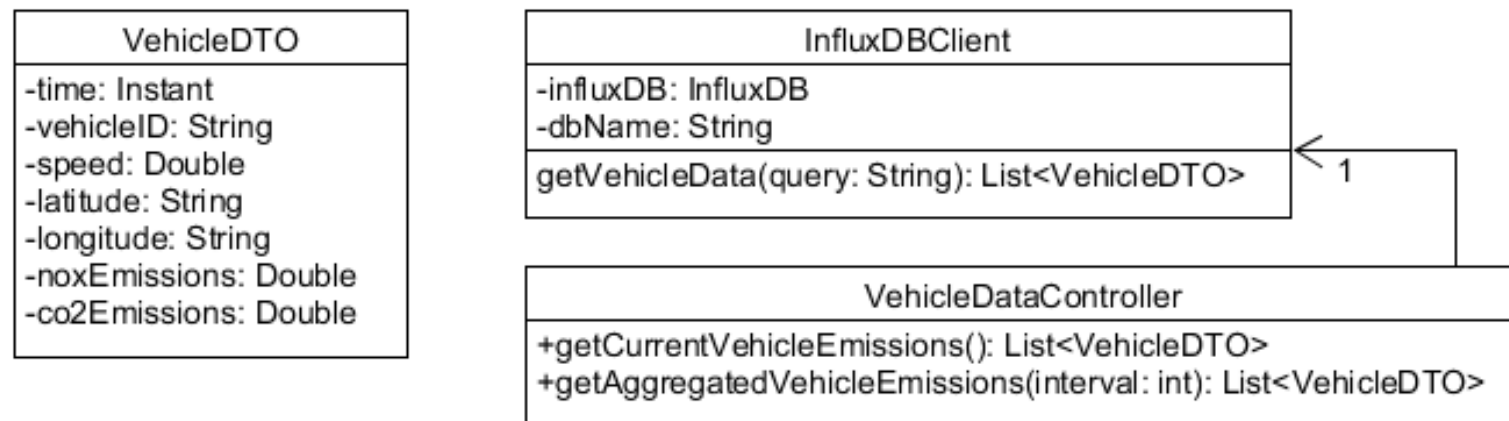 VehicleDTO
-time: Instant
-vehicleID: String
-speed: Double
-latitude: String
-longitude: String
-noxEmissions: Double
-co2Emissions: Double
InfluxDBClient
-influxDB: InfluxDB
-dbName: String
getVehicleData(query: String): List<VehicleDTO>
1
VehicleDataController
+getCurrentVehicleEmissions(): List<VehicleDTO>
+getAggregatedVehicleEmissions(interval: int): List<VehicleDTO>